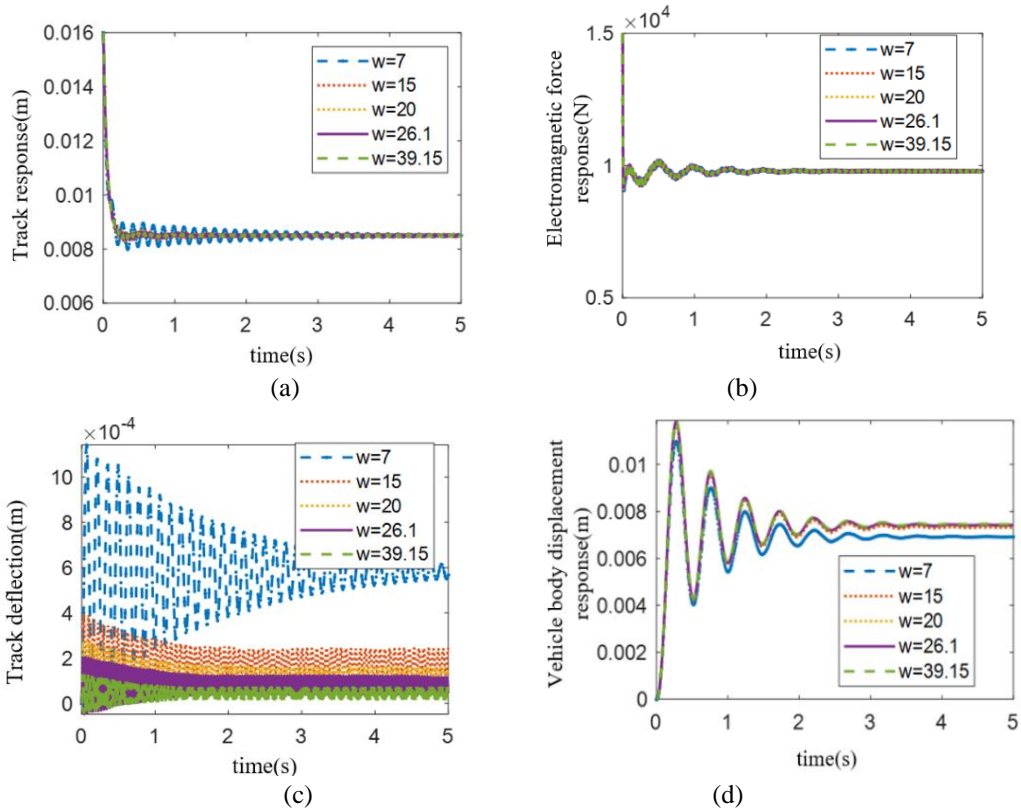 0.016
0.014
0.012
0.01
0.008
0.006
Track response(m)
w=7
w=15
w=20
w=26.1
w=39.15
0 1 2 3 4 5
time(s)
(a)
×10⁴
1.5
1
0.5
Electromagnetic force
response(N)
w=7
w=15
w=20
w=26.1
w=39.15
0 1 2 3 4 5
time(s)
(b)
×10⁻⁴
10
8
6
4
2
0
Track deflection(m)
w=7
w=15
w=20
w=26.1
w=39.15
0 1 2 3 4 5
time(s)
(c)
0.01
0.008
0.006
0.004
0.002
0
Vehicle body displacement
response(m)
w=7
w=15
w=20
w=26.1
w=39.15
0 1 2 3 4 5
time(s)
(d)